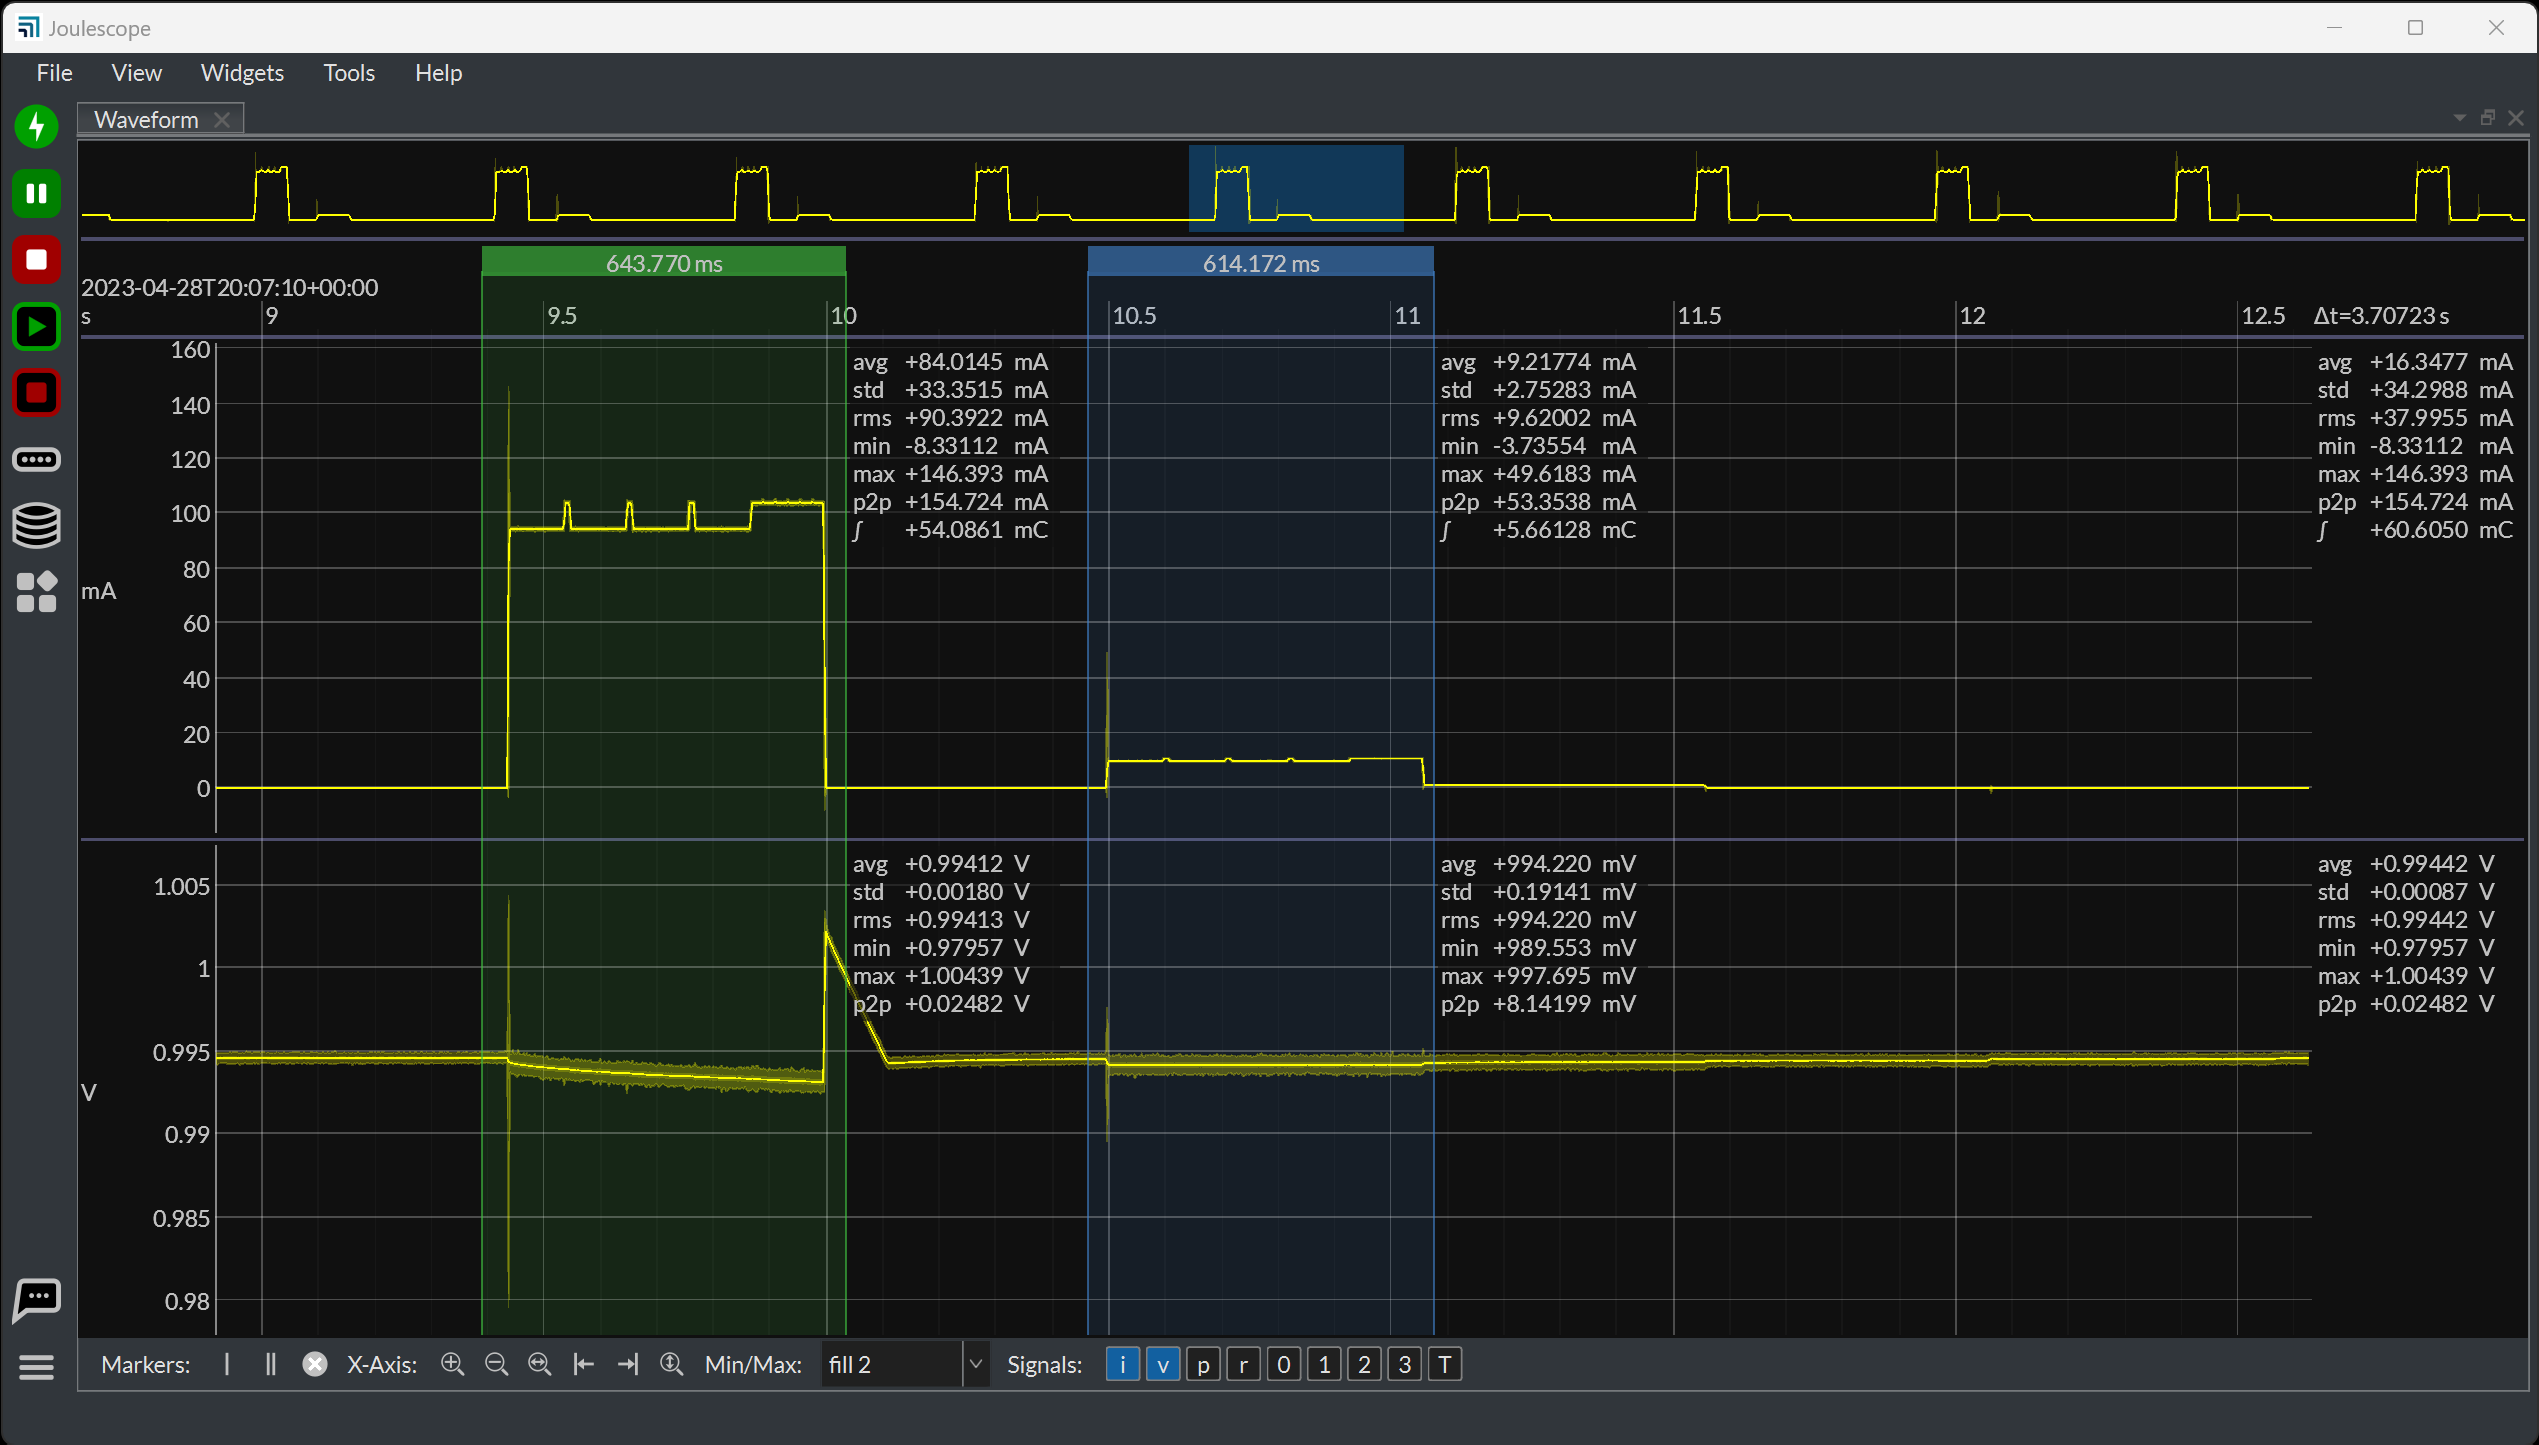 Joulescope
File View Widgets Tools Help
Waveform
643.770 ms 614.172 ms
2023-04-28T20:07:10+00:00
s 9 9.5 10 10.5 11 11.5 12 12.5 Δt=3.70723 s
160
140
120
100
80
60
40
20
0
mA
avg +84.0145 mA
std +33.3515 mA
rms +90.3922 mA
min -8.33112 mA
max +146.393 mA
p2p +154.724 mA
∫ +54.0861 mC
avg +9.21774 mA
std +2.75283 mA
rms +9.62002 mA
min -3.73554 mA
max +49.6183 mA
p2p +53.3538 mA
∫ +5.66128 mC
avg +16.3477 mA
std +34.2988 mA
rms +37.9955 mA
min -8.33112 mA
max +146.393 mA
p2p +154.724 mA
∫ +60.6050 mC
1.005
1
0.995
0.99
0.985
0.98
V
avg +0.99412 V
std +0.00180 V
rms +0.99413 V
min +0.97957 V
max +1.00439 V
p2p +0.02482 V
avg +994.220 mV
std +0.19141 mV
rms +994.220 mV
min +989.553 mV
max +997.695 mV
p2p +8.14199 mV
avg +0.99442 V
std +0.00087 V
rms +0.99442 V
min +0.97957 V
max +1.00439 V
p2p +0.02482 V
Markers: X-Axis: Min/Max: fill 2 Signals: i v p r 0 1 2 3 T